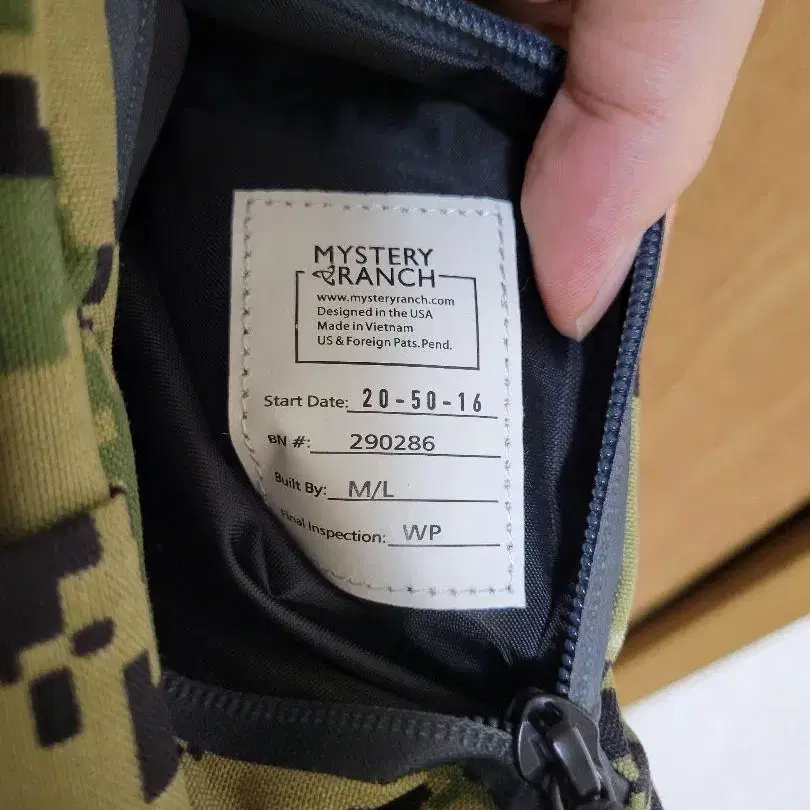 MYSTERY
RANCH
www.mysteryranch.com
Designed in the USA
Made in Vietnam
US & Foreign Pats.Pend.
Start Date: 20-50-16
BN #: 290286
Built By: M/L
Final Inspection: WP